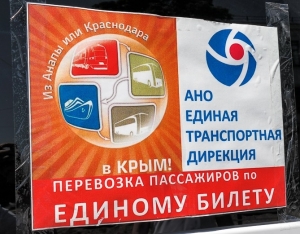 Из Анапы или Краснодара
в КРЫМ!
АНО
ЕДИНАЯ
ТРАНСПОРТНАЯ
ДИРЕКЦИЯ
ПЕРЕВОЗКА ПАССАЖИРОВ по
ЕДИНОМУ БИЛЕТУ